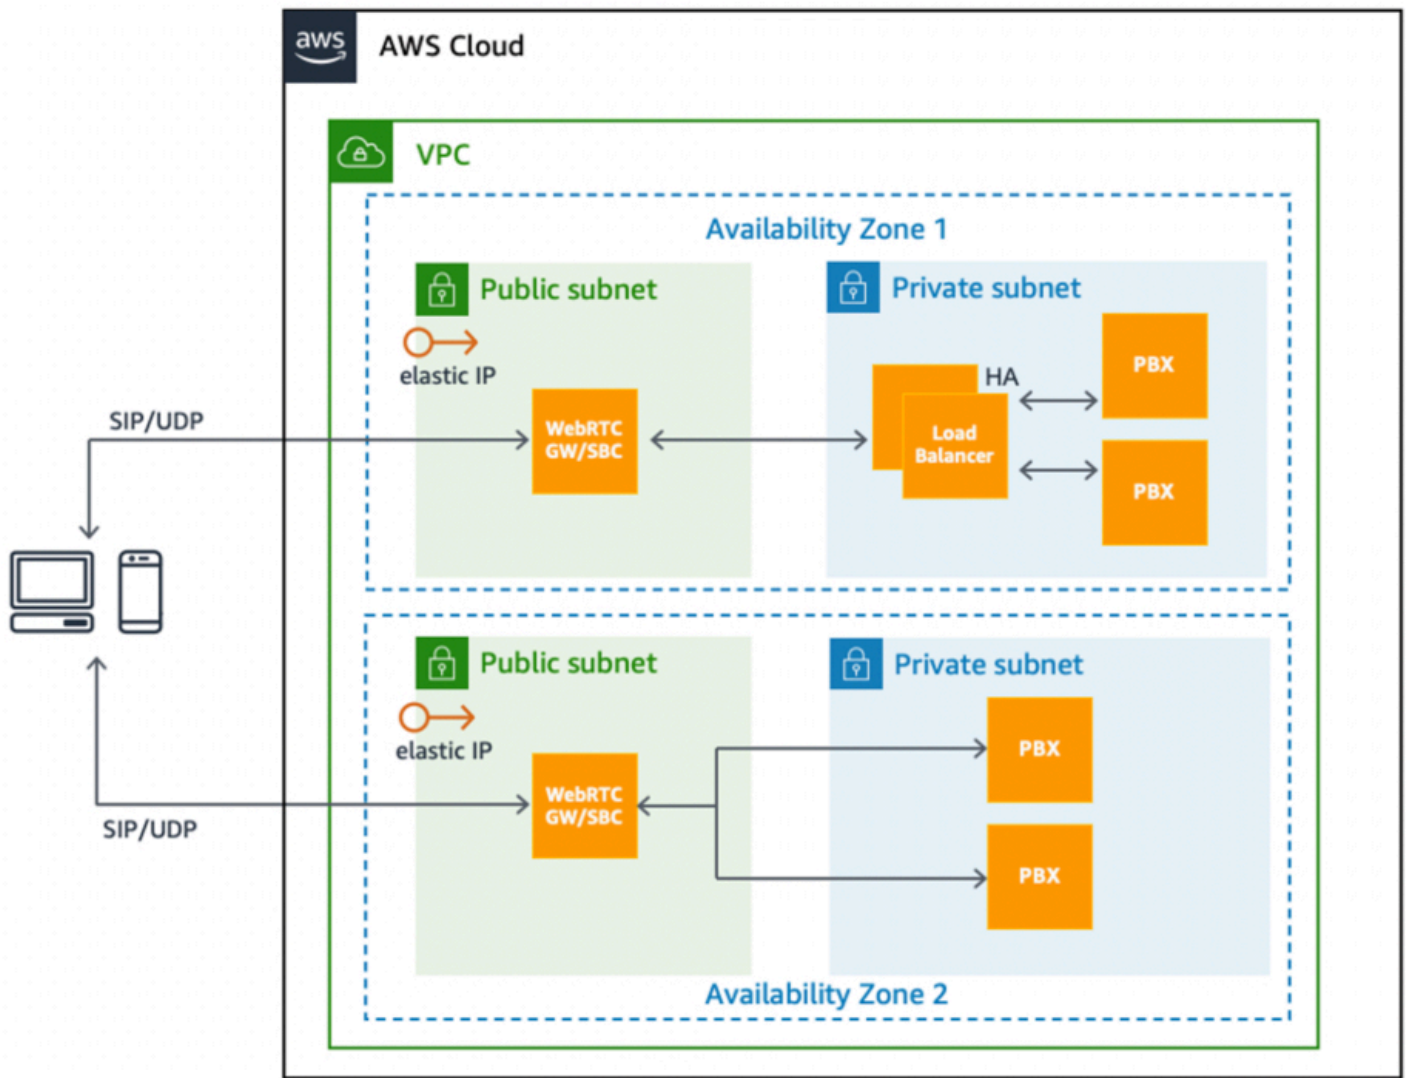 aws
AWS Cloud
VPC
Availability Zone 1
Public subnet
Private subnet
elastic IP
SIP/UDP
WebRTC
GW/SBC
HA
Load
Balancer
PBX
PBX
Public subnet
Private subnet
elastic IP
SIP/UDP
WebRTC
GW/SBC
PBX
PBX
Availability Zone 2